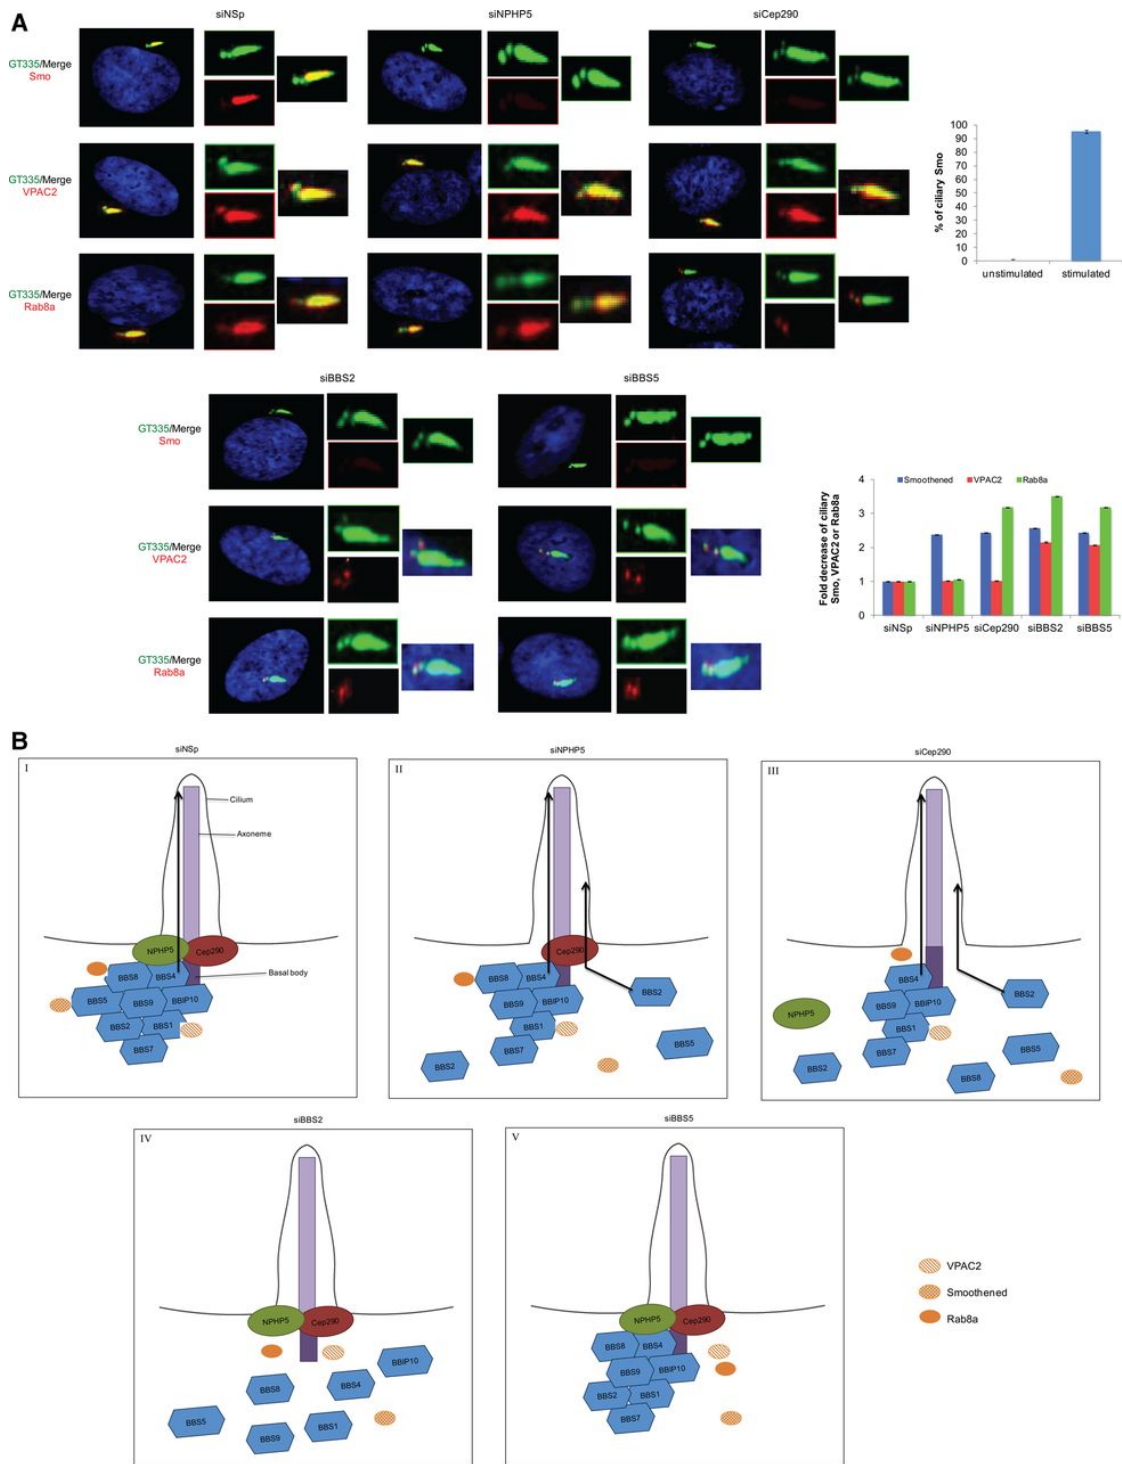 A
siNSp
siNPHP5
siCep290
GT335/Merge
Smo
GT335/Merge
VPAC2
GT335/Merge
Rab8a
% of ciliary Smo
100
90
80
70
60
50
40
30
20
10
0
unstimulated
stimulated
siBBS2
siBBS5
GT335/Merge
Smo
GT335/Merge
VPAC2
GT335/Merge
Rab8a
Fold decrease of ciliary
Smo, VPAC2 or Rab8a
Smoothened
VPAC2
Rab8a
4
3
2
1
0
siNSp
siNPHP5
siCep290
siBBS2
siBBS5
B
siNSp
I
Cilium
Axoneme
NPHP5
Cep290
Basal body
BBS8
BBS4
BBS5
BBS9
BBIP10
BBS2
BBS1
BBS7
siNPHP5
II
Cep290
BBS8
BBS4
BBS2
BBS9
BBIP10
BBS1
BBS5
BBS7
BBS2
siCep290
III
BBS4
BBS2
BBS9
BBIP10
NPHP5
BBS1
BBS5
BBS7
BBS2
BBS8
siBBS2
IV
NPHP5
Cep290
BBIP10
BBS8
BBS4
BBS5
BBS1
BBS9
siBBS5
V
NPHP5
Cep290
BBS8
BBS4
BBS9
BBIP10
BBS2
BBS1
BBS7
VPAC2
Smoothened
Rab8a